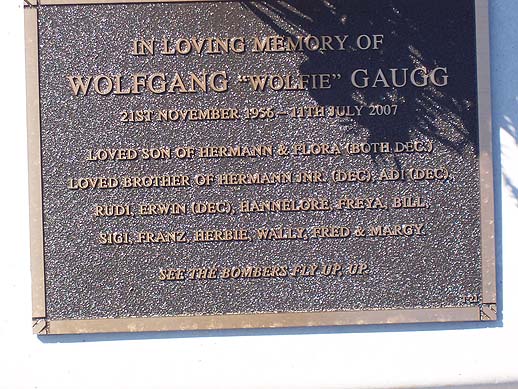 IN LOVING MEMORY OF
WOLFGANG "WOLFIE" GAUGG
21ST NOVEMBER 1956 – 11TH JULY 2007
LOVED SON OF HERMANN & FLORA (BOTH DEC.)
LOVED BROTHER OF HERMANN JNR. (DEC), ADI (DEC),
RUDI, ERWIN (DEC), HANNELORE, FREYA, BILL,
SIGI, FRANZ, HERBIE, WALLY, FRED & MARGY.
SEE THE BOMBERS FLY UP, UP.